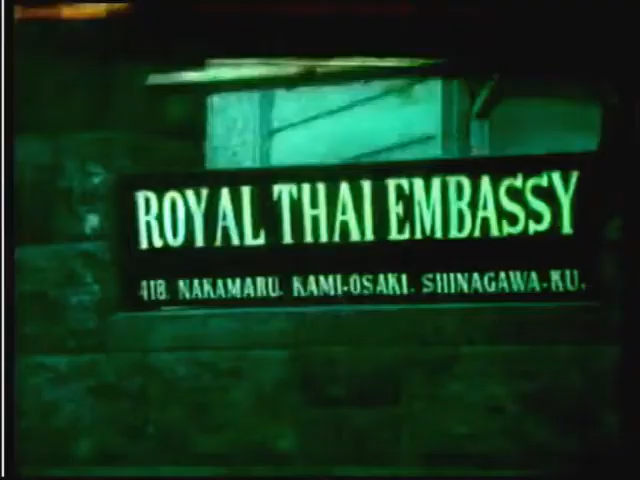 ROYAL THAI EMBASSY
418. NAKAMARU. KAMI-OSAKI. SHINAGAWA-KU.